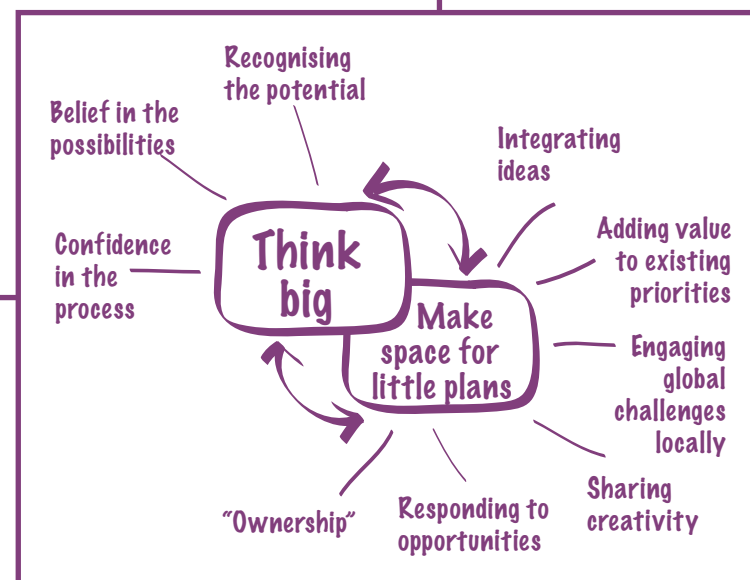 Recognising
the potential
Belief in the
possibilities
Confidence
in the
process
Think
big
Make
space for
little plans
Integrating
ideas
Adding value
to existing
priorities
Engaging
global
challenges
locally
Sharing
creativity
Responding to
opportunities
“Ownership”